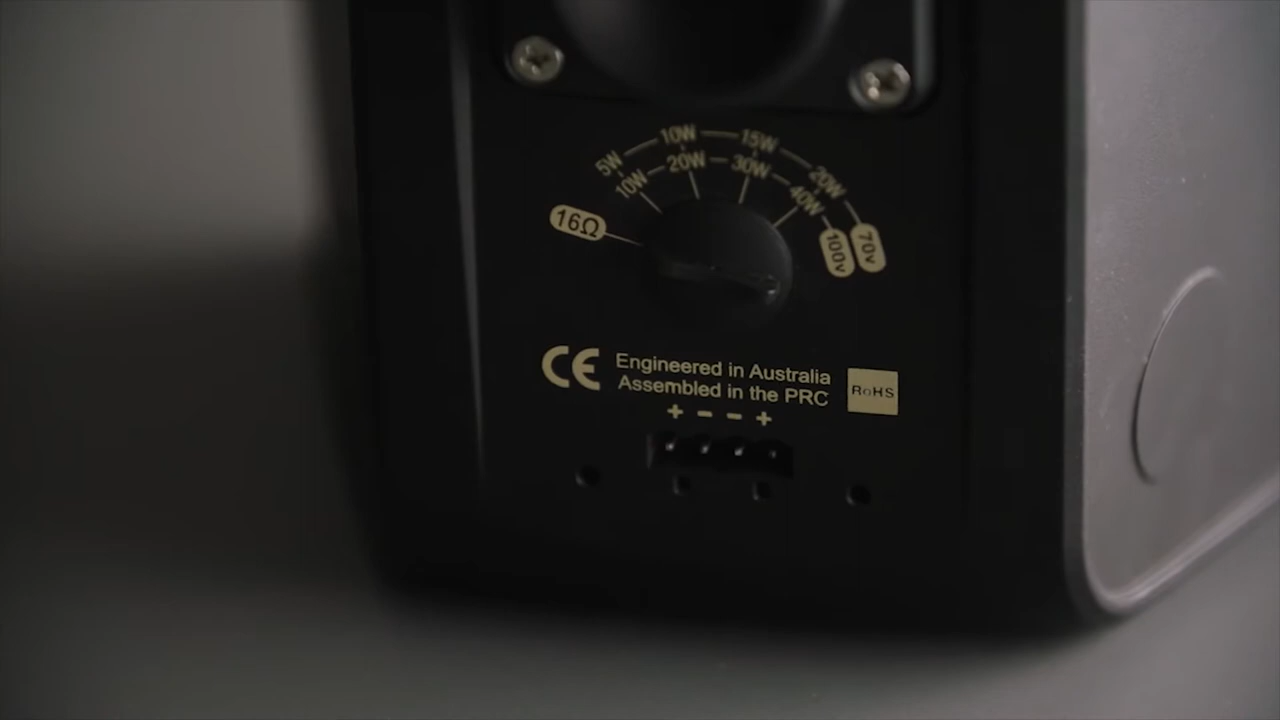 5W 10W 15W 20W
10W 20W 30W 40W
16Ω 100v 70v
CE Engineered in Australia RoHS
Assembled in the PRC
+ - - +